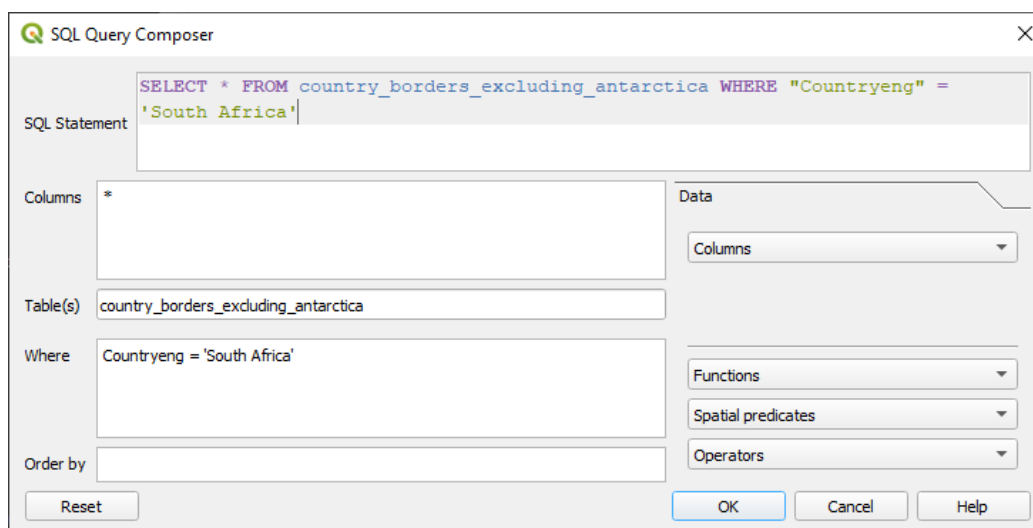 SQL Query Composer
SELECT * FROM country_borders_excluding_antarctica WHERE "Countryeng" =
'South Africa'
SQL Statement
Columns
*
Data
Columns
Table(s)
country_borders_excluding_antarctica
Where
Countryeng = 'South Africa'
Functions
Spatial predicates
Operators
Order by
Reset
OK
Cancel
Help